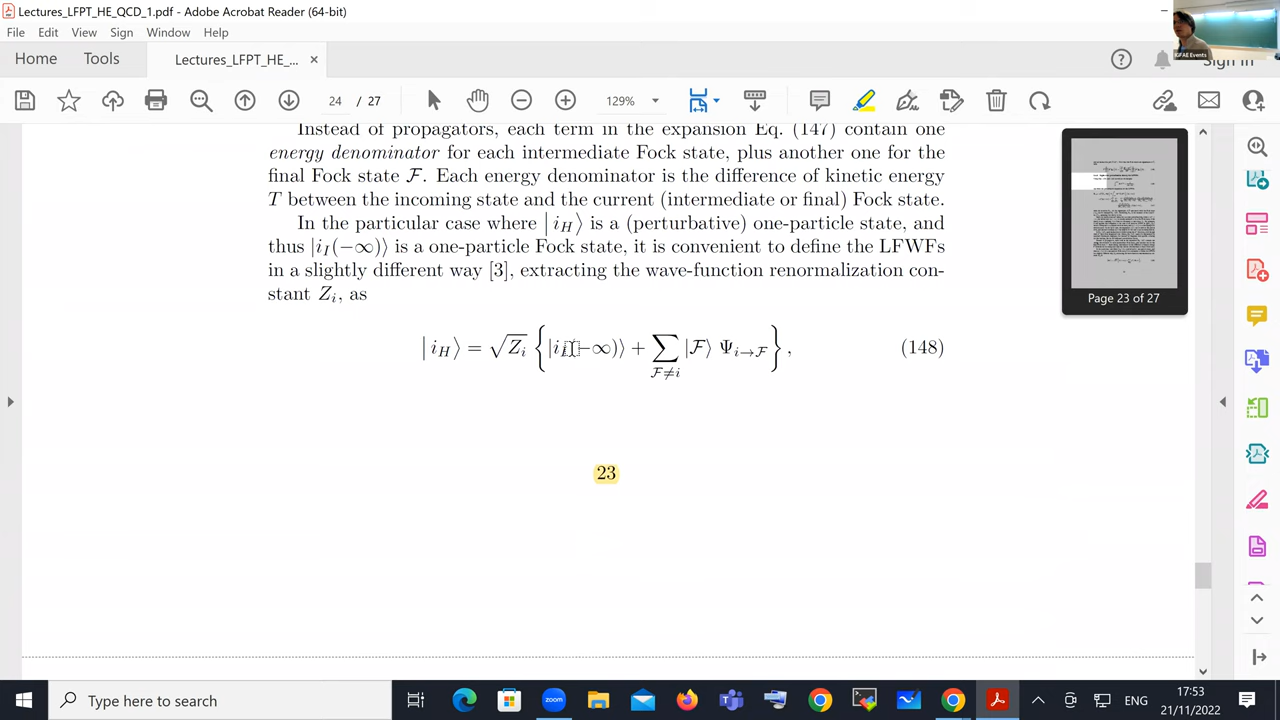 Lectures_LFPT_HE_QCD_1.pdf - Adobe Acrobat Reader (64-bit)
File Edit View Sign Window Help
Home Tools Lectures_LFPT_HE_... × Sign In
24 / 27 129%
KIFAE Events
Instead of propagators, each term in the expansion Eq. (147) contain one
energy denominator for each intermediate Fock state, plus another one for the
final Fock state F. Each energy denominator is the difference of kinetic energy
T between the incoming state and the current (intermediate or final) Fock state.
In the particular case where |i_H⟩ is a (perturbative) one-particle state, and
thus |i_I(−∞)⟩ is a one-particle Fock state, it is convenient to define the LFWFs
in a slightly different way [3], extracting the wave-function renormalization con-
stant Z_i, as
|i_H⟩ = √Z_i { |i_I(−∞)⟩ + ∑_{F≠i} |F⟩ Ψ_{i→F} } , (148)
23
Page 23 of 27
Type here to search
ENG
17:53
21/11/2022